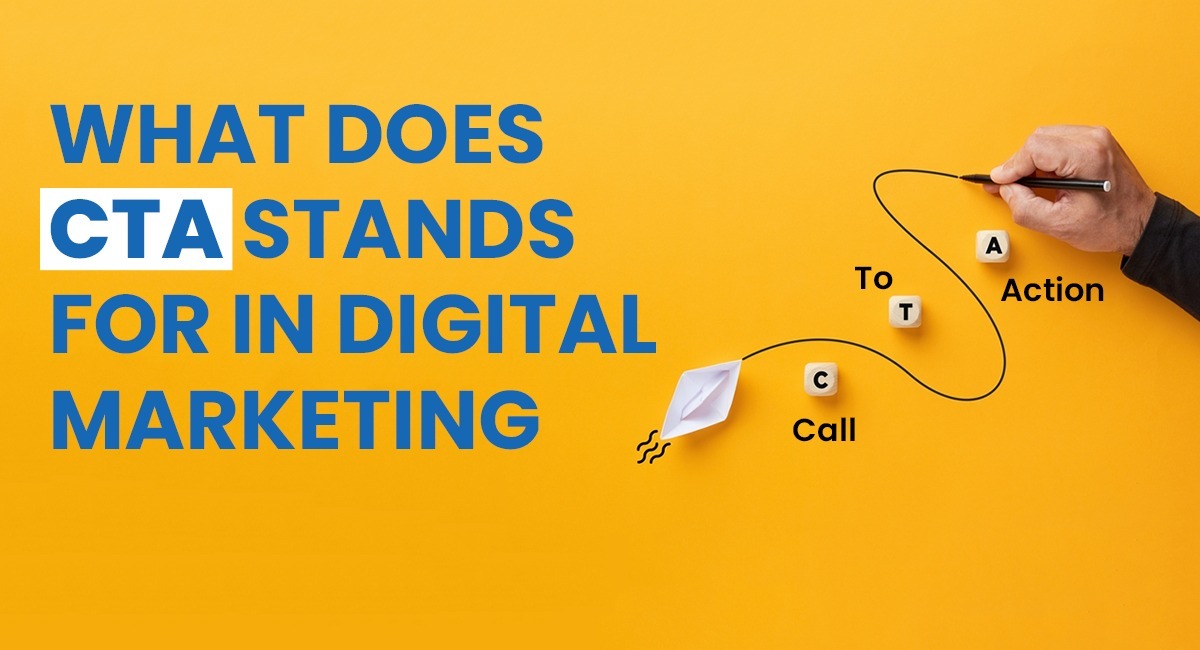 WHAT DOES
CTA STANDS
FOR IN DIGITAL
MARKETING
C
Call
To
T
A
Action